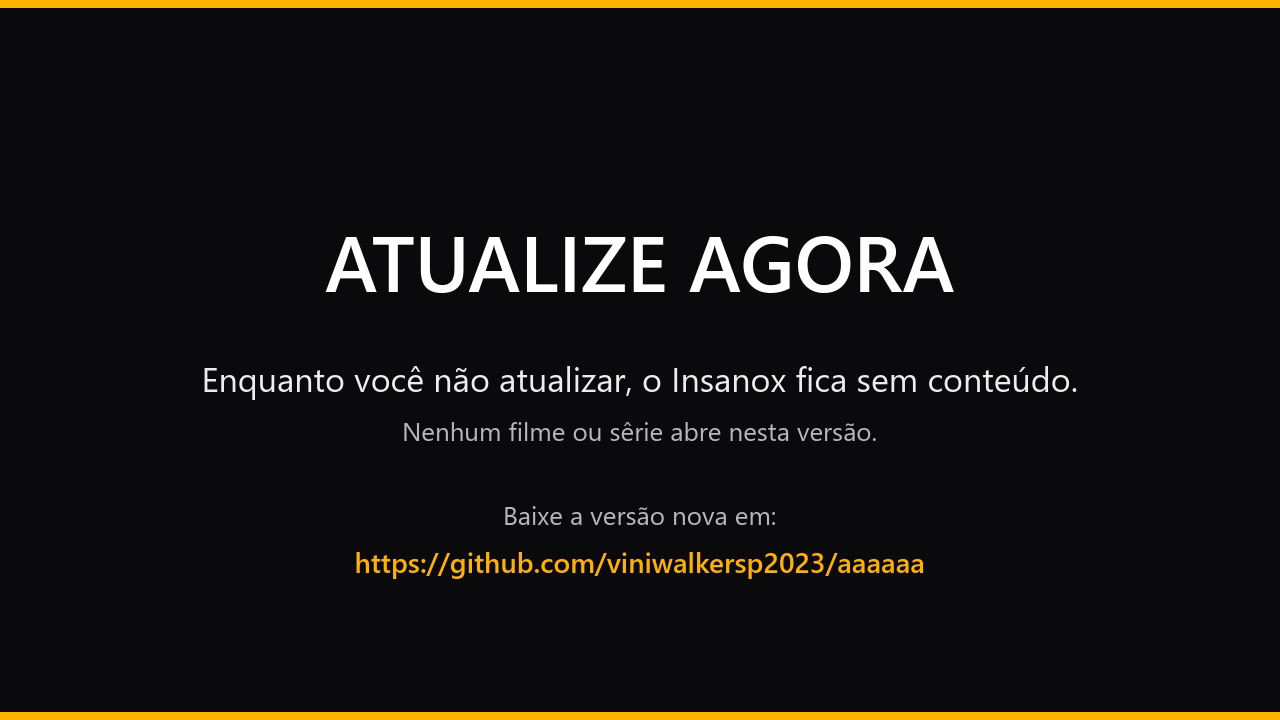 ATUALIZE AGORA
Enquanto você não atualizar, o Insanox fica sem conteúdo.
Nenhum filme ou série abre nesta versão.
Baixe a versão nova em:
https://github.com/viniwalkersp2023/aaaaaa